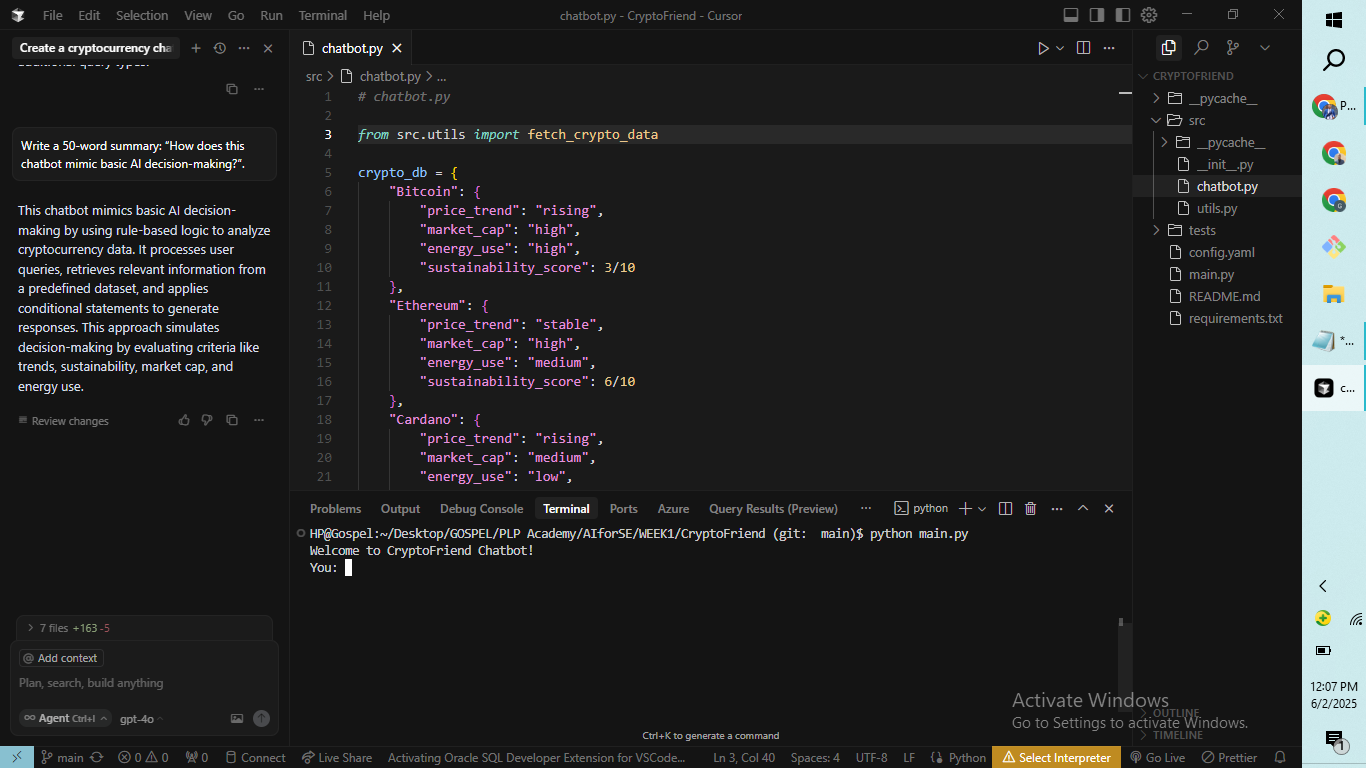 File Edit Selection View Go Run Terminal Help
chatbot.py - CryptoFriend - Cursor
Create a cryptocurrency cha
additional query types.
Write a 50-word summary: “How does this
chatbot mimic basic AI decision-making?”.
This chatbot mimics basic AI decision-
making by using rule-based logic to analyze
cryptocurrency data. It processes user
queries, retrieves relevant information from
a predefined dataset, and applies
conditional statements to generate
responses. This approach simulates
decision-making by evaluating criteria like
trends, sustainability, market cap, and
energy use.
Review changes
7 files +163 -5
@ Add context
Plan, search, build anything
∞ Agent Ctrl+I
gpt-4o
chatbot.py
src > chatbot.py > ...
1 # chatbot.py
2
3 from src.utils import fetch_crypto_data
4
5 crypto_db = {
6 "Bitcoin": {
7 "price_trend": "rising",
8 "market_cap": "high",
9 "energy_use": "high",
10 "sustainability_score": 3/10
11 },
12 "Ethereum": {
13 "price_trend": "stable",
14 "market_cap": "high",
15 "energy_use": "medium",
16 "sustainability_score": 6/10
17 },
18 "Cardano": {
19 "price_trend": "rising",
20 "market_cap": "medium",
21 "energy_use": "low",
Problems Output Debug Console Terminal Ports Azure Query Results (Preview) ... python
HP@Gospel:~/Desktop/GOSPEL/PLP Academy/AIforSE/WEEK1/CryptoFriend (git:  main)$ python main.py
Welcome to CryptoFriend Chatbot!
You:
Ctrl+K to generate a command
CRYPTOFRIEND
__pycache__
src
__pycache__
__init__.py
chatbot.py
utils.py
tests
config.yaml
main.py
README.md
requirements.txt
OUTLINE
TIMELINE
Activate Windows
Go to Settings to activate Windows.
main 0 0 0 Connect Live Share Activating Oracle SQL Developer Extension for VSCode... Ln 3, Col 40 Spaces: 4 UTF-8 LF Python Select Interpreter Go Live Prettier
P...
G
*...
c...
12:07 PM
6/2/2025
1